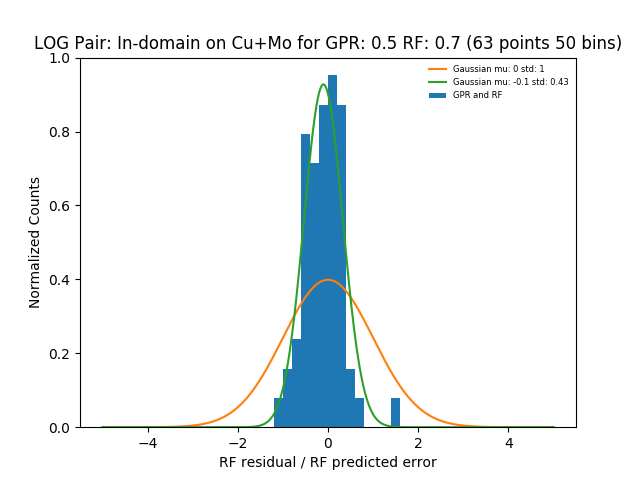 LOG Pair: In-domain on Cu+Mo for GPR: 0.5 RF: 0.7 (63 points 50 bins)
Gaussian mu: 0 std: 1
Gaussian mu: -0.1 std: 0.43
GPR and RF
Normalized Counts
1.0
0.8
0.6
0.4
0.2
0.0
−4 −2 0 2 4
RF residual / RF predicted error